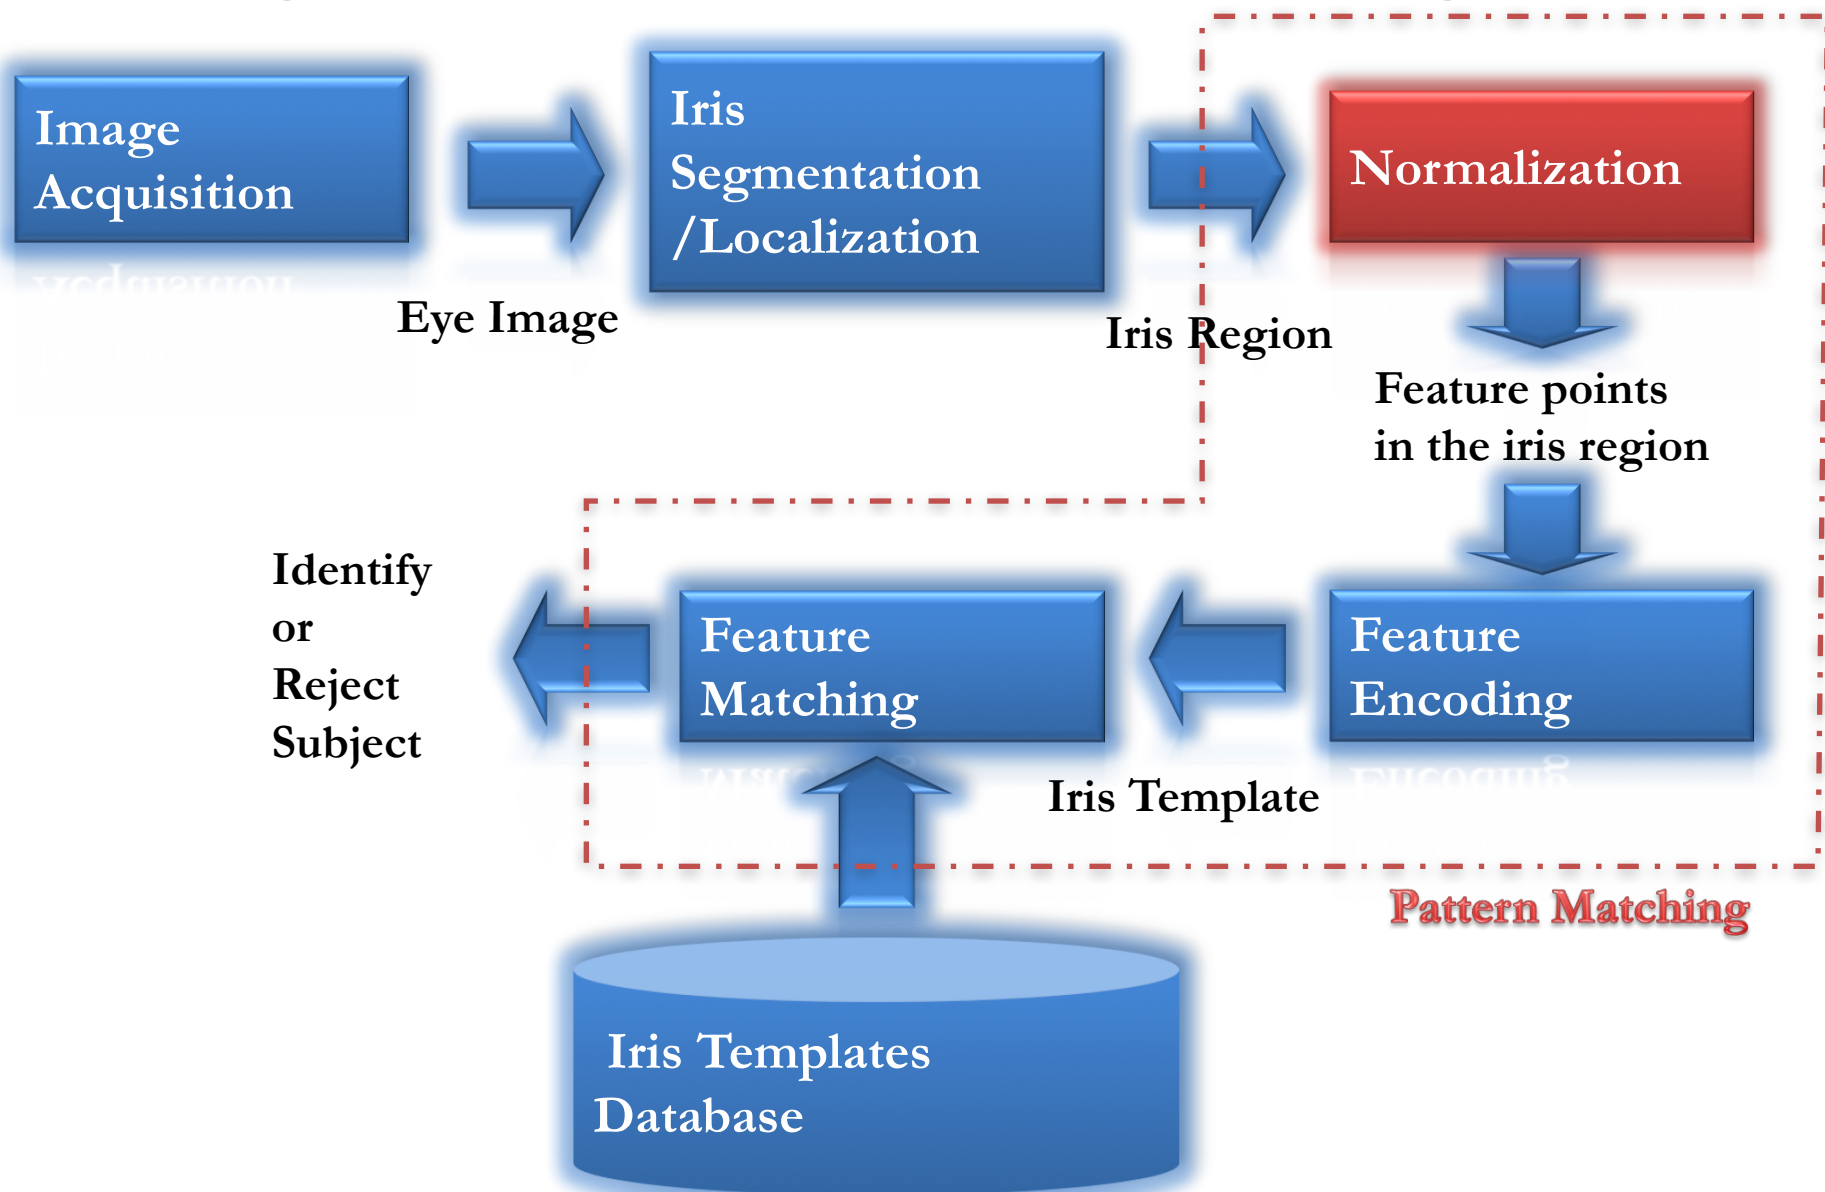 Image
Acquisition
Eye Image
Iris
Segmentation
/Localization
Iris Region
Normalization
Feature points
in the iris region
Feature
Encoding
Iris Template
Feature
Matching
Identify
or
Reject
Subject
Iris Templates
Database
Pattern Matching